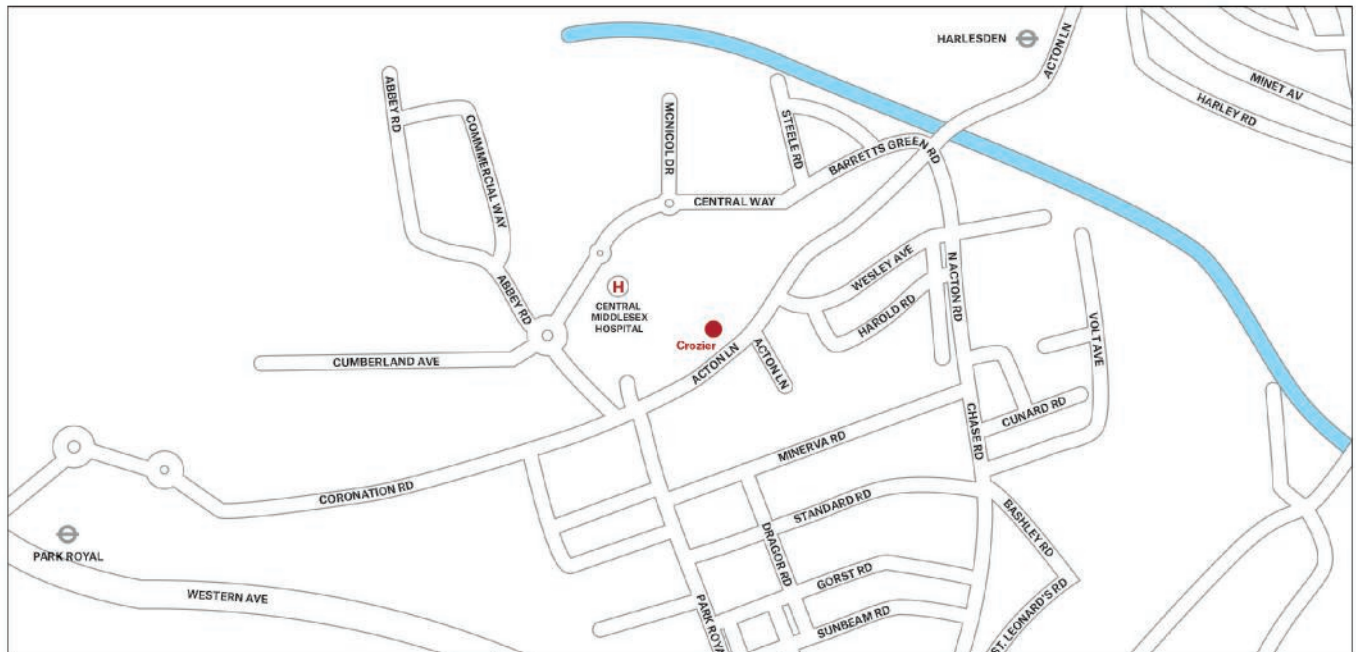 HARLESDEN
ACTON LN
MINET AV
HARLEY RD
ABBEY RD
COMMMERCIAL WAY
MCNICOL DR
STEELE RD
BARRETTS GREEN RD
CENTRAL WAY
ABBEY RD
H
CENTRAL
MIDDLESEX
HOSPITAL
WESLEY AVE
HAROLD RD
N ACTON RD
VOLT AVE
Crozier
ACTON LN
ACTON LN
CUMBERLAND AVE
CUNARD RD
CHASE RD
MINERVA RD
CORONATION RD
STANDARD RD
DRAGOR RD
BASHLEY RD
PARK ROYAL
WESTERN AVE
GORST RD
SUNBEAM RD
PARK ROYA
ST. LEONARD'S RD